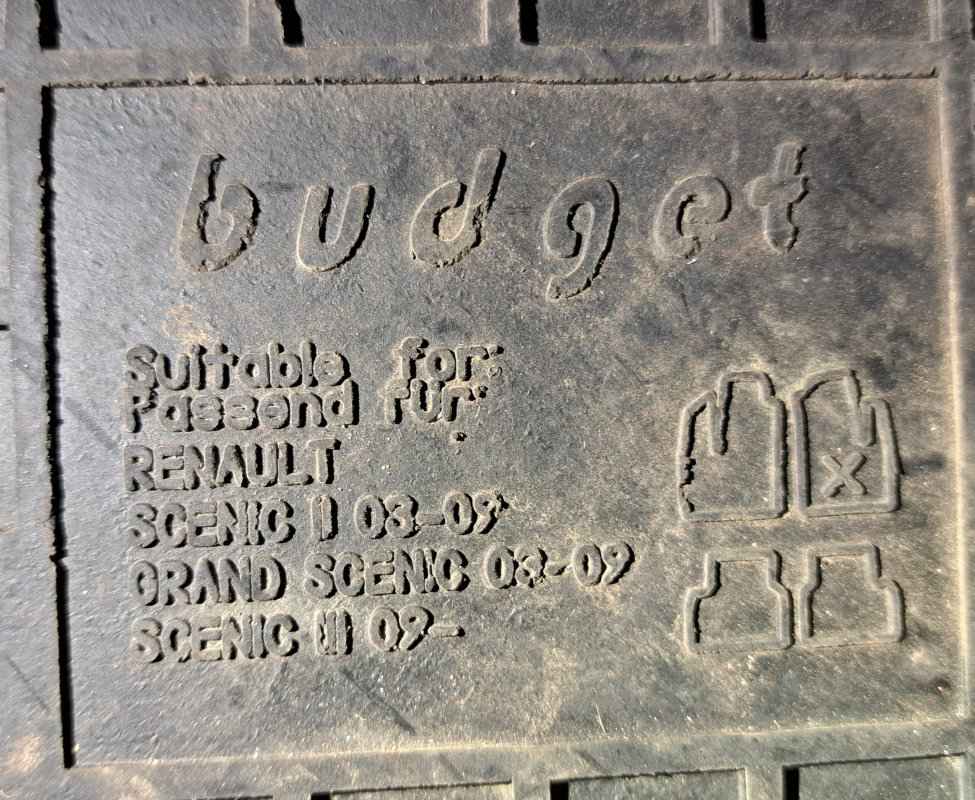 budget
Suitable for:
Passend für:
RENAULT
SCENIC II 03-09
GRAND SCENIC 03-09
SCENIC III 09-
X